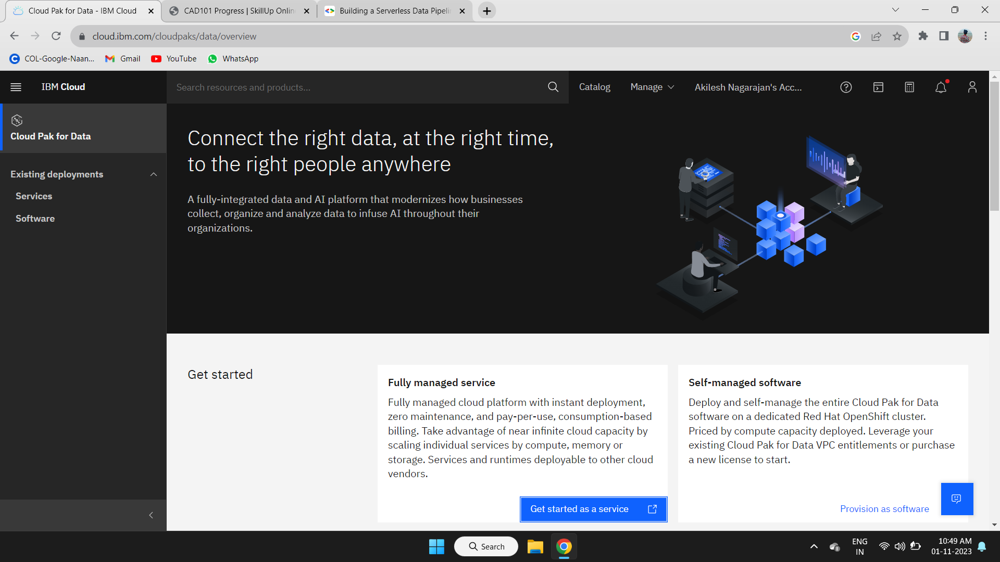 Cloud Pak for Data - IBM Cloud
CAD101 Progress | SkillUp Onlin
Building a Serverless Data Pipeli
cloud.ibm.com/cloudpaks/data/overview
COL-Google-Naan...
Gmail
YouTube
WhatsApp
IBM Cloud
Search resources and products...
Catalog
Manage
Akilesh Nagarajan's Acc...
Cloud Pak for Data
Existing deployments
Services
Software
Connect the right data, at the right time,
to the right people anywhere
A fully-integrated data and AI platform that modernizes how businesses
collect, organize and analyze data to infuse AI throughout their
organizations.
Get started
Fully managed service
Fully managed cloud platform with instant deployment,
zero maintenance, and pay-per-use, consumption-based
billing. Take advantage of near infinite cloud capacity by
scaling individual services by compute, memory or
storage. Services and runtimes deployable to other cloud
vendors.
Get started as a service
Self-managed software
Deploy and self-manage the entire Cloud Pak for Data
software on a dedicated Red Hat OpenShift cluster.
Priced by compute capacity deployed. Leverage your
existing Cloud Pak for Data VPC entitlements or purchase
a new license to start.
Provision as software
Search
ENG
IN
10:49 AM
01-11-2023